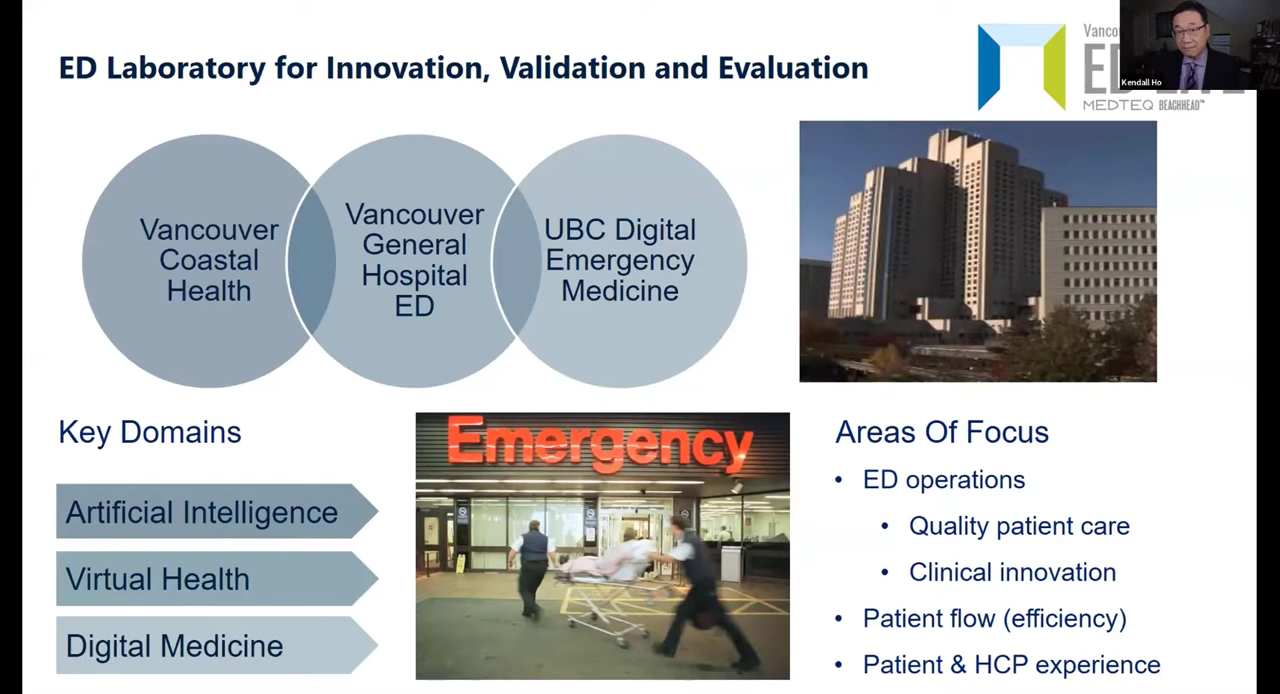 ED Laboratory for Innovation, Validation and Evaluation
MEDTEQ BEACHHEAD™
Kendall Ho
Vancouver
Coastal
Health
Vancouver
General
Hospital
ED
UBC Digital
Emergency
Medicine
Key Domains
Artificial Intelligence
Virtual Health
Digital Medicine
Emergency
Areas Of Focus
• ED operations
• Quality patient care
• Clinical innovation
• Patient flow (efficiency)
• Patient & HCP experience